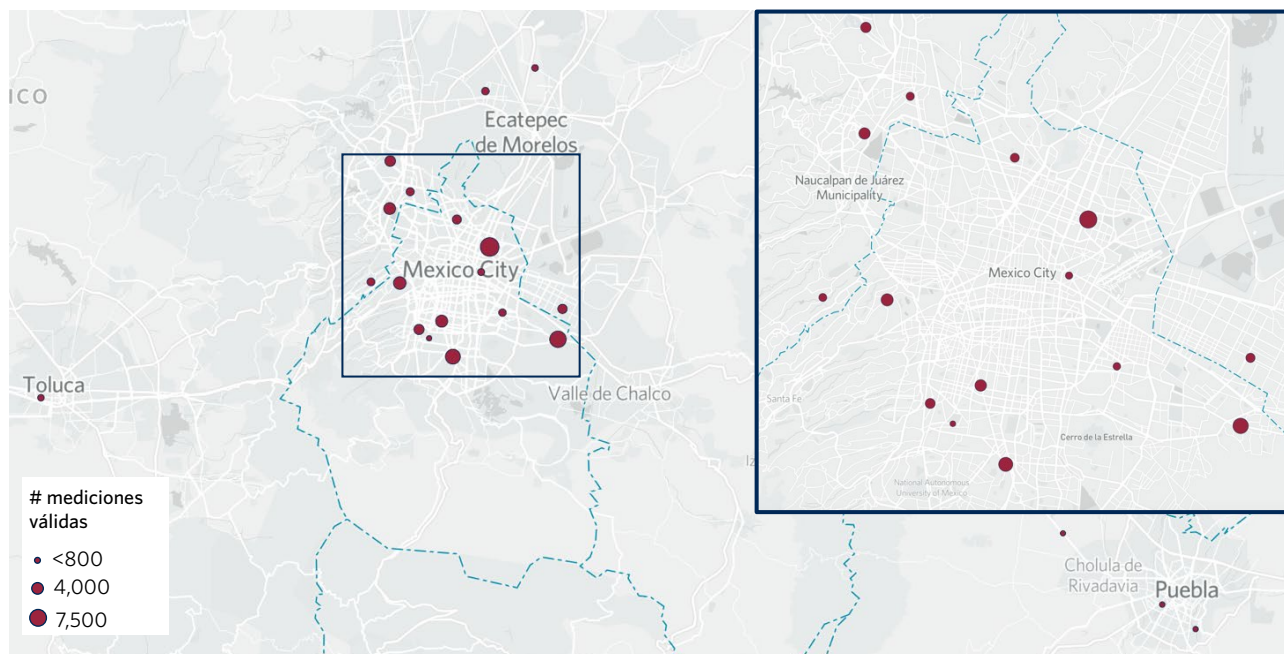 ICO
Ecatepec
de Morelos
Mexico City
Toluca
Valle de Chalco
Iz
# mediciones
válidas
<800
4,000
7,500
Naucalpan de Juárez
Municipality
Mexico City
Santa Fe
Cerro de la Estrella
National Autonomous
University of Mexico
Cholula de
Rivadavia
Puebla